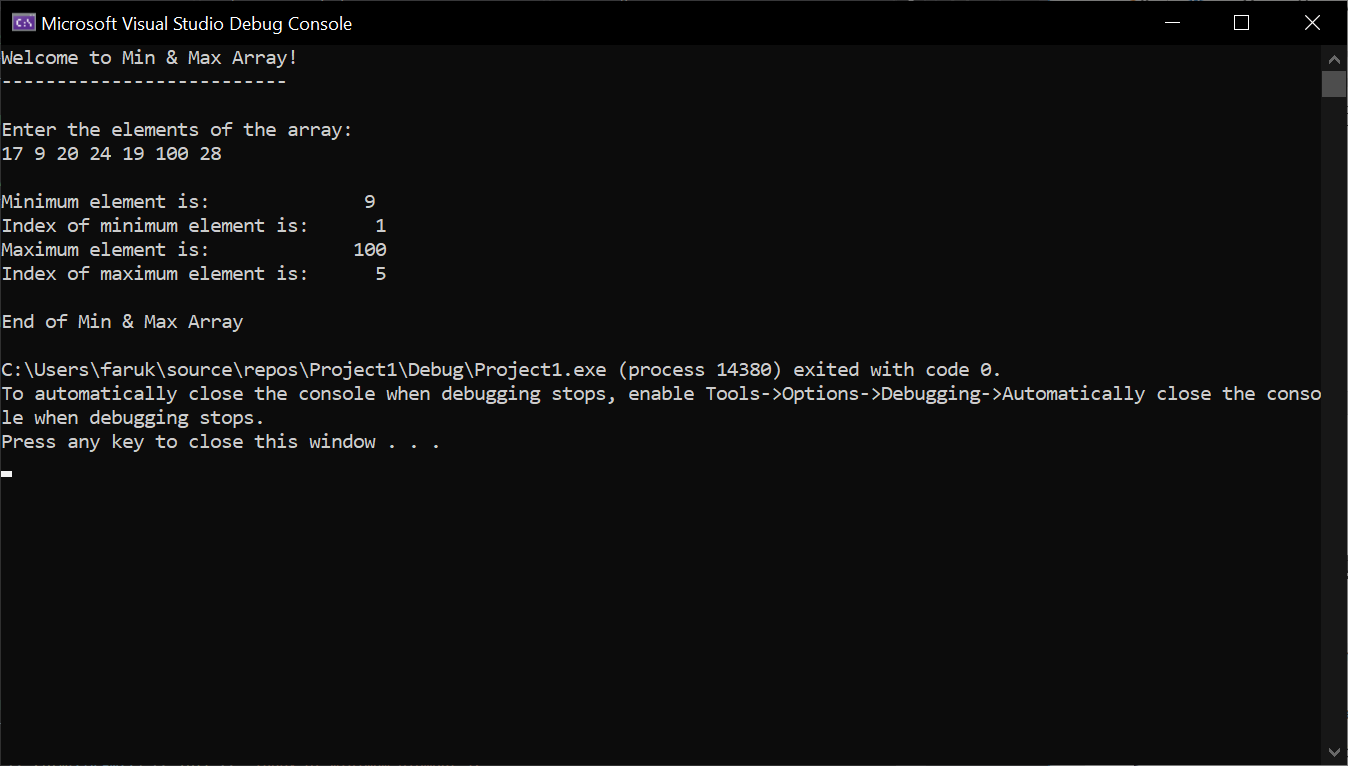 Microsoft Visual Studio Debug Console
Welcome to Min & Max Array!
--------------------------
Enter the elements of the array:
17 9 20 24 19 100 28
Minimum element is:              9
Index of minimum element is:      1
Maximum element is:             100
Index of maximum element is:      5
End of Min & Max Array
C:\Users\faruk\source\repos\Project1\Debug\Project1.exe (process 14380) exited with code 0.
To automatically close the console when debugging stops, enable Tools->Options->Debugging->Automatically close the conso
le when debugging stops.
Press any key to close this window . . .